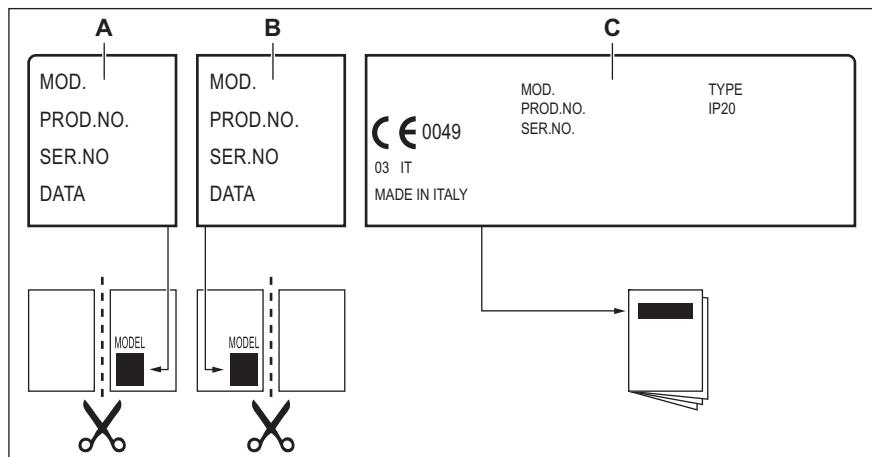 A
B
C
MOD.
PROD.NO.
SER.NO
DATA
MOD.
PROD.NO.
SER.NO
DATA
MOD.
PROD.NO.
SER.NO.
TYPE
IP20
CE 0049
03 IT
MADE IN ITALY
MODEL
MODEL